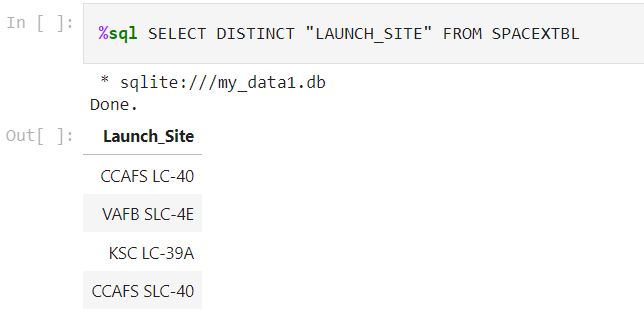 In [ ]: %sql SELECT DISTINCT "LAUNCH_SITE" FROM SPACEXTBL
* sqlite:///my_data1.db
Done.
Out[ ]: Launch_Site
CCAFS LC-40
VAFB SLC-4E
KSC LC-39A
CCAFS SLC-40